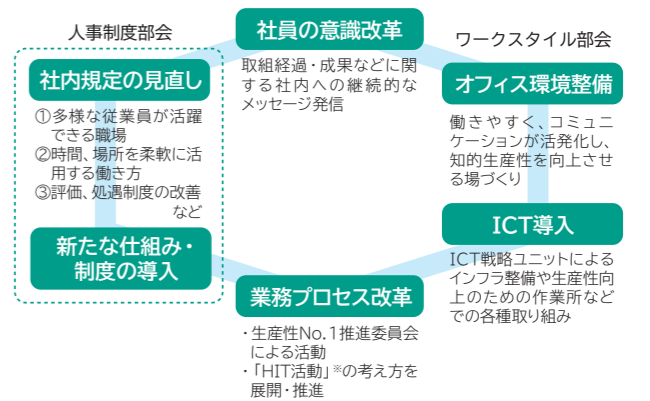 人事制度部会
社内規定の見直し
①多様な従業員が活躍
できる職場
②時間、場所を柔軟に活
用する働き方
③評価、処遇制度の改善
など
新たな仕組み・
制度の導入
社員の意識改革
取組経過・成果などに関
する社内への継続的な
メッセージ発信
ワークスタイル部会
オフィス環境整備
働きやすく、コミュニ
ケーションが活発化し、
知的生産性を向上させ
る場づくり
ICT導入
ICT戦略ユニットによる
インフラ整備や生産性向
上のための作業所など
での各種取り組み
業務プロセス改革
・生産性No.1推進委員会
による活動
・「HIT活動」※の考え方を
展開・推進